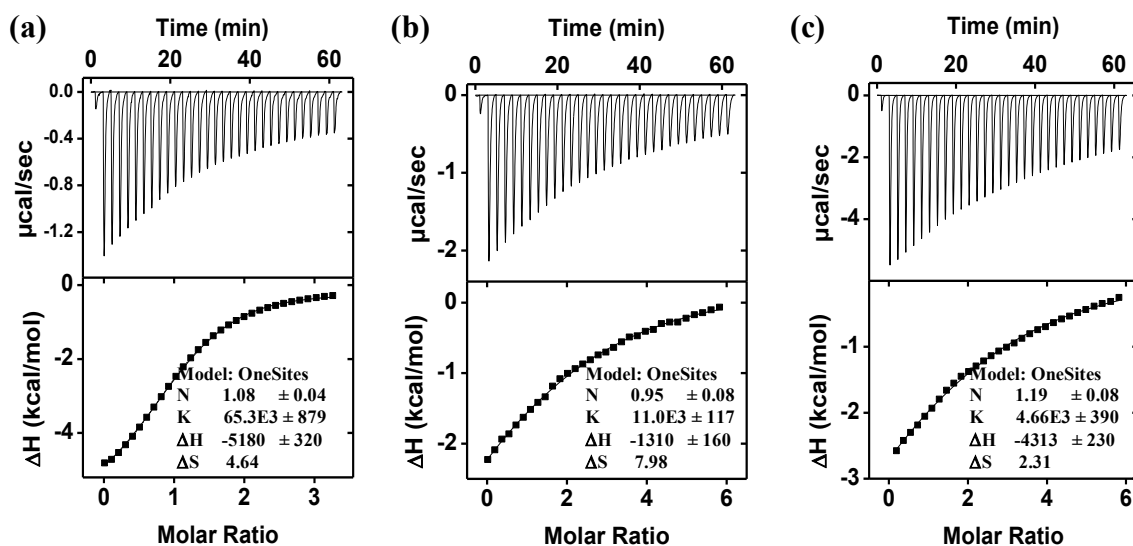 (a)
Time (min)
0 20 40 60
0.0
-0.4
-0.8
-1.2
µcal/sec
0
-2
-4
ΔH (kcal/mol)
Model: OneSites
N 1.08 ± 0.04
K 65.3E3 ± 879
ΔH -5180 ± 320
ΔS 4.64
0 1 2 3
Molar Ratio
(b)
Time (min)
0 20 40 60
0
-1
-2
µcal/sec
0
-1
-2
ΔH (kcal/mol)
Model: OneSites
N 0.95 ± 0.08
K 11.0E3 ± 117
ΔH -1310 ± 160
ΔS 7.98
0 2 4 6
Molar Ratio
(c)
Time (min)
0 20 40 60
0
-2
-4
µcal/sec
-1
-2
-3
ΔH (kcal/mol)
Model: OneSites
N 1.19 ± 0.08
K 4.66E3 ± 390
ΔH -4313 ± 230
ΔS 2.31
0 2 4 6
Molar Ratio